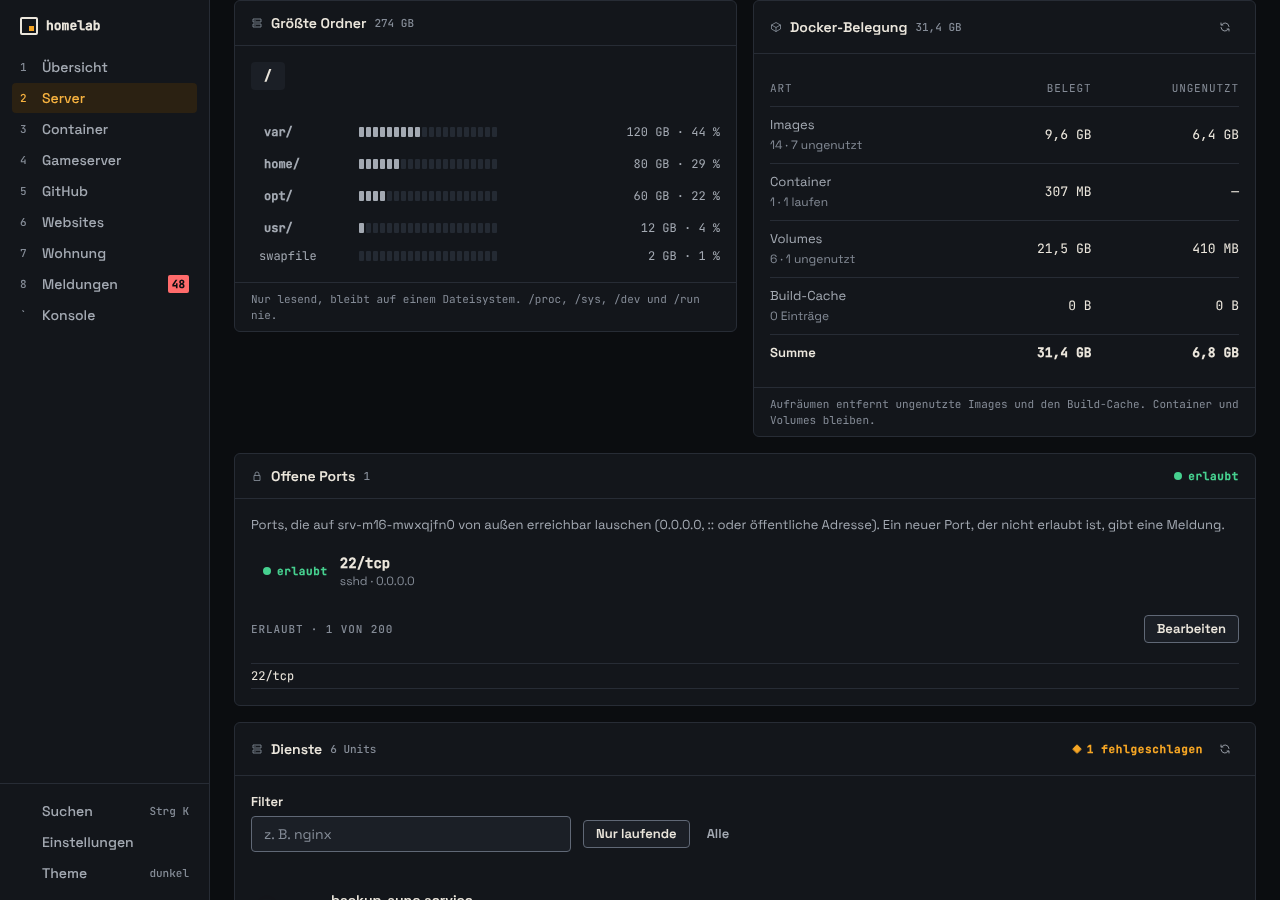 homelab
1 Übersicht
2 Server
3 Container
4 Gameserver
5 GitHub
6 Websites
7 Wohnung
8 Meldungen 48
` Konsole
Suchen Strg K
Einstellungen
Theme dunkel
Größte Ordner 274 GB
/
var/ 120 GB · 44 %
home/ 80 GB · 29 %
opt/ 60 GB · 22 %
usr/ 12 GB · 4 %
swapfile 2 GB · 1 %
Nur lesend, bleibt auf einem Dateisystem. /proc, /sys, /dev und /run
nie.
Docker-Belegung 31,4 GB
ART BELEGT UNGENUTZT
Images 9,6 GB 6,4 GB
14 · 7 ungenutzt
Container 307 MB —
1 · 1 laufen
Volumes 21,5 GB 410 MB
6 · 1 ungenutzt
Build-Cache 0 B 0 B
0 Einträge
Summe 31,4 GB 6,8 GB
Aufräumen entfernt ungenutzte Images und den Build-Cache. Container und
Volumes bleiben.
Offene Ports 1 erlaubt
Ports, die auf srv-m16-mwxqjfn0 von außen erreichbar lauschen (0.0.0.0, :: oder öffentliche Adresse). Ein neuer Port, der nicht erlaubt ist, gibt eine Meldung.
erlaubt 22/tcp
sshd · 0.0.0.0
ERLAUBT · 1 VON 200 Bearbeiten
22/tcp
Dienste 6 Units 1 fehlgeschlagen
Filter
z. B. nginx Nur laufende Alle